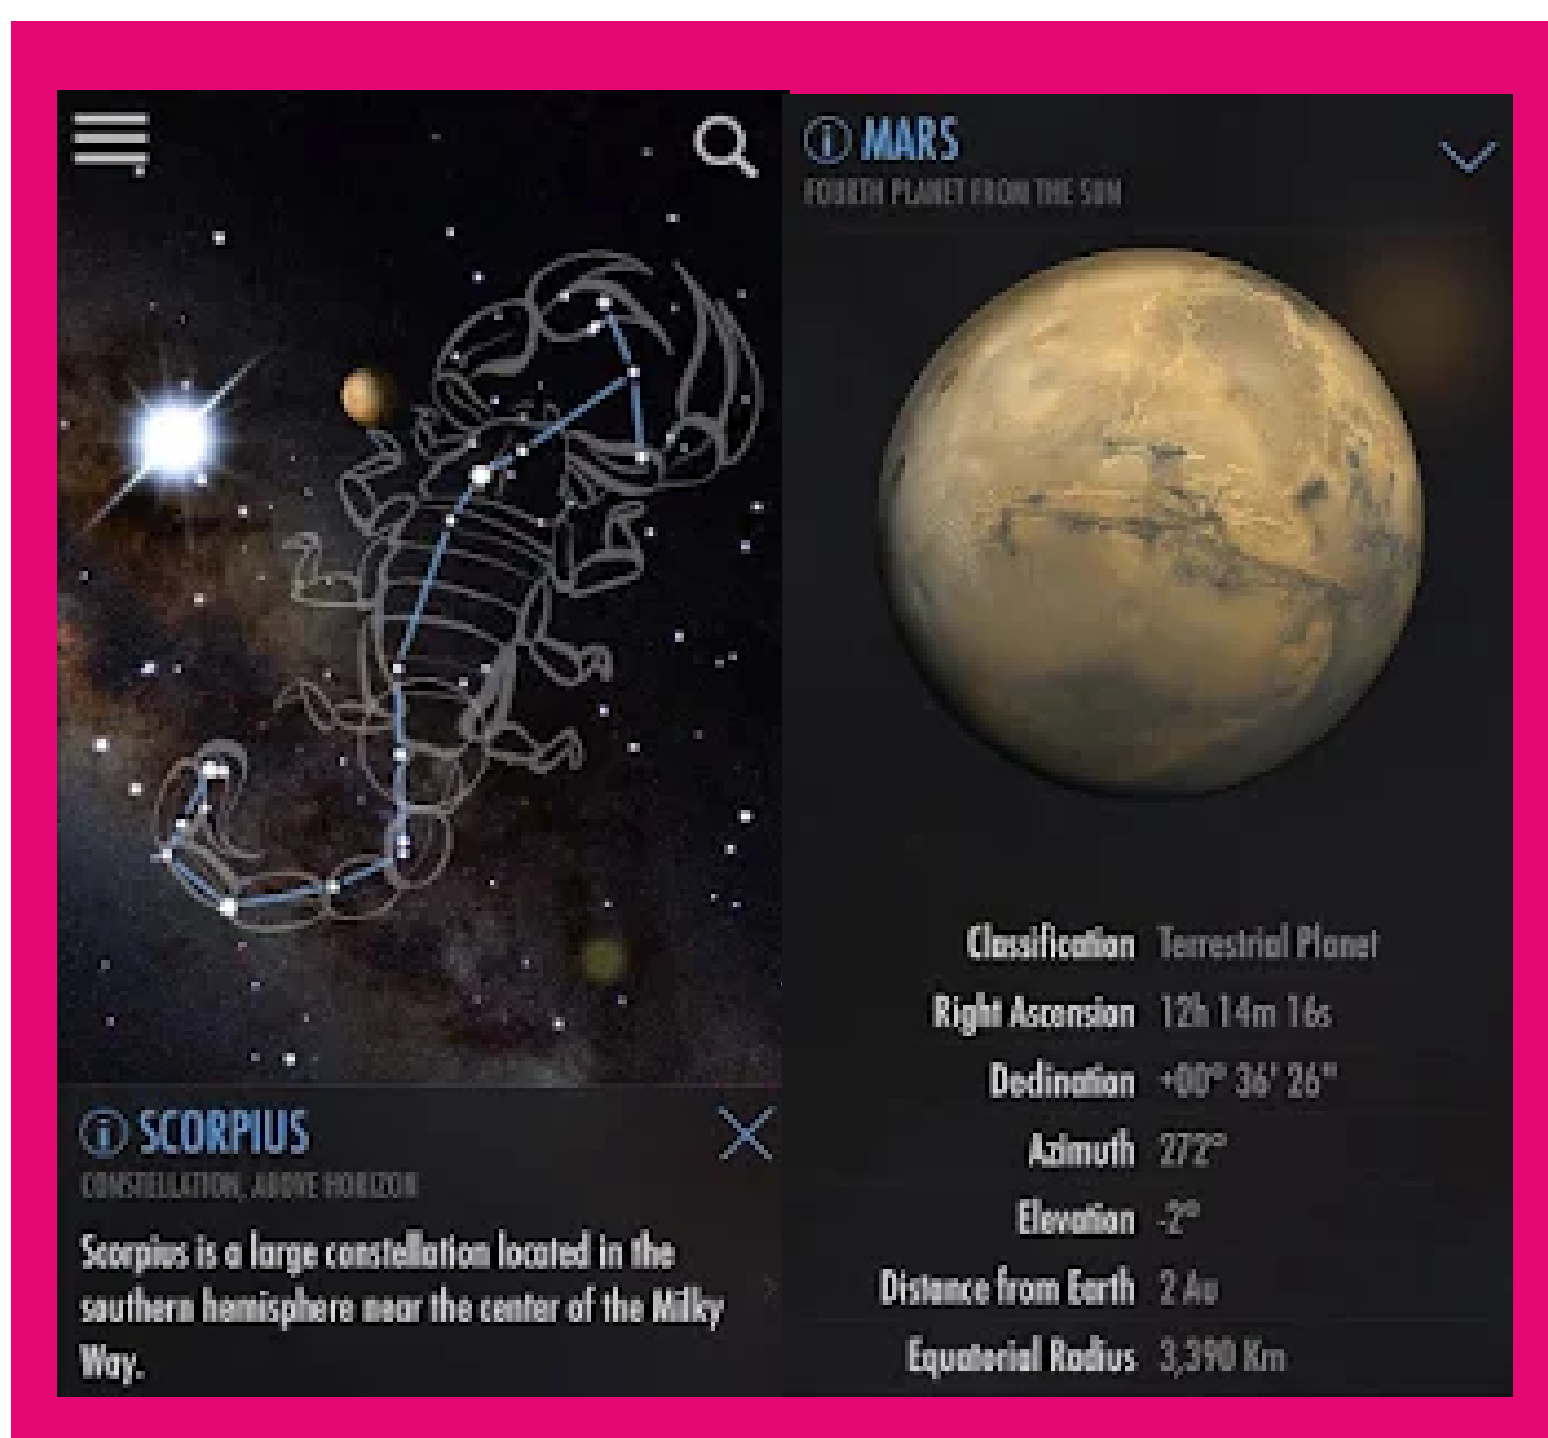 SCORPIUS
CONSTELLATION, ABOVE HORIZON
Scorpius is a large constellation located in the
southern hemisphere near the center of the Milky
Way.
MARS
FOURTH PLANET FROM THE SUN
Classification Terrestrial Planet
Right Ascension 12h 14m 16s
Declination +00° 36' 26"
Azimuth 272°
Elevation -2°
Distance from Earth 2 Au
Equatorial Radius 3,390 Km